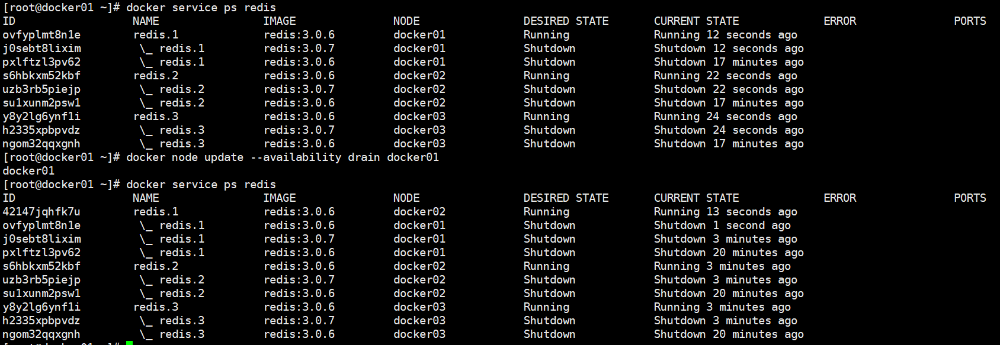 [root@docker01 ~]# docker service ps redis
ID                  NAME                IMAGE               NODE                DESIRED STATE       CURRENT STATE             ERROR               PORTS
ovfyplmt8n1e        redis.1             redis:3.0.6         docker01            Running             Running 12 seconds ago
j0sebt8lixim         \_ redis.1         redis:3.0.7         docker01            Shutdown            Shutdown 12 seconds ago
pxlftzl3pv62         \_ redis.1         redis:3.0.6         docker01            Shutdown            Shutdown 17 minutes ago
s6hbkxm52kbf        redis.2             redis:3.0.6         docker02            Running             Running 22 seconds ago
uzb3rb5piejp         \_ redis.2         redis:3.0.7         docker02            Shutdown            Shutdown 22 seconds ago
su1xunm2psw1         \_ redis.2         redis:3.0.6         docker02            Shutdown            Shutdown 17 minutes ago
y8y2lg6ynf1i        redis.3             redis:3.0.6         docker03            Running             Running 24 seconds ago
h2335xpbpvdz         \_ redis.3         redis:3.0.7         docker03            Shutdown            Shutdown 24 seconds ago
ngom32qqxgnh         \_ redis.3         redis:3.0.6         docker03            Shutdown            Shutdown 17 minutes ago
[root@docker01 ~]# docker node update --availability drain docker01
docker01
[root@docker01 ~]# docker service ps redis
ID                  NAME                IMAGE               NODE                DESIRED STATE       CURRENT STATE             ERROR               PORTS
42147jqhfk7u        redis.1             redis:3.0.6         docker02            Running             Running 13 seconds ago
ovfyplmt8n1e         \_ redis.1         redis:3.0.6         docker01            Shutdown            Shutdown 1 second ago
j0sebt8lixim         \_ redis.1         redis:3.0.7         docker01            Shutdown            Shutdown 3 minutes ago
pxlftzl3pv62         \_ redis.1         redis:3.0.6         docker01            Shutdown            Shutdown 20 minutes ago
s6hbkxm52kbf        redis.2             redis:3.0.6         docker02            Running             Running 3 minutes ago
uzb3rb5piejp         \_ redis.2         redis:3.0.7         docker02            Shutdown            Shutdown 3 minutes ago
su1xunm2psw1         \_ redis.2         redis:3.0.6         docker02            Shutdown            Shutdown 20 minutes ago
y8y2lg6ynf1i        redis.3             redis:3.0.6         docker03            Running             Running 3 minutes ago
h2335xpbpvdz         \_ redis.3         redis:3.0.7         docker03            Shutdown            Shutdown 3 minutes ago
ngom32qqxgnh         \_ redis.3         redis:3.0.6         docker03            Shutdown            Shutdown 20 minutes ago